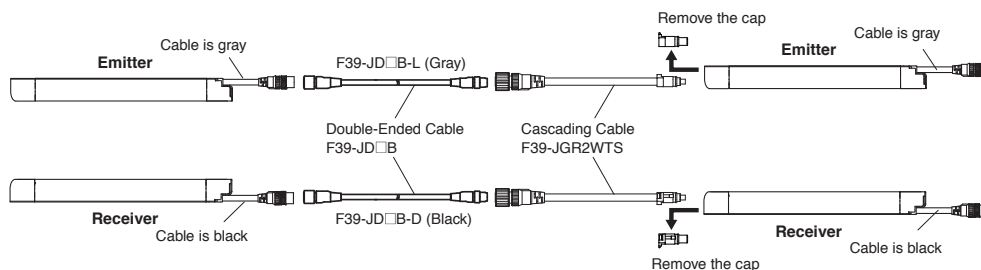 Remove the cap
Cable is gray
Emitter
F39-JD□B-L (Gray)
Emitter
Cable is gray
Double-Ended Cable
F39-JD□B
Cascading Cable
F39-JGR2WTS
Receiver
Cable is black
F39-JD□B-D (Black)
Receiver
Cable is black
Remove the cap